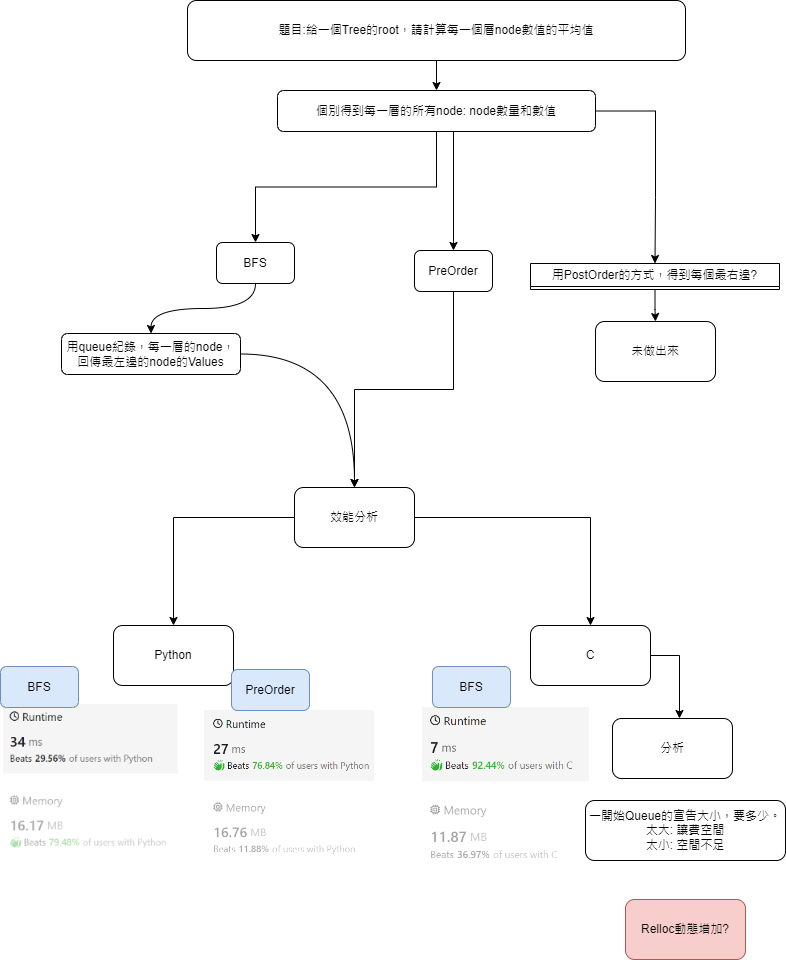 題目:給一個Tree的root，請計算每一個層node數值的平均值
個別得到每一層的所有node: node數量和數值
BFS
PreOrder
用PostOrder的方式，得到每個最右邊?
用queue紀錄，每一層的node，
回傳最左邊的node的Values
未做出來
效能分析
Python
C
BFS
PreOrder
BFS
Runtime
34 ms
Beats 29.56% of users with Python
Memory
16.17 MB
Beats 79.48% of users with Python
Runtime
27 ms
Beats 76.84% of users with Python
Memory
16.76 MB
Beats 11.88% of users with Python
Runtime
7 ms
Beats 92.44% of users with C
Memory
11.87 MB
Beats 36.97% of users with C
分析
一開始Queue的宣告大小，要多少。
太大: 讓費空間
太小: 空間不足
Relloc動態增加?